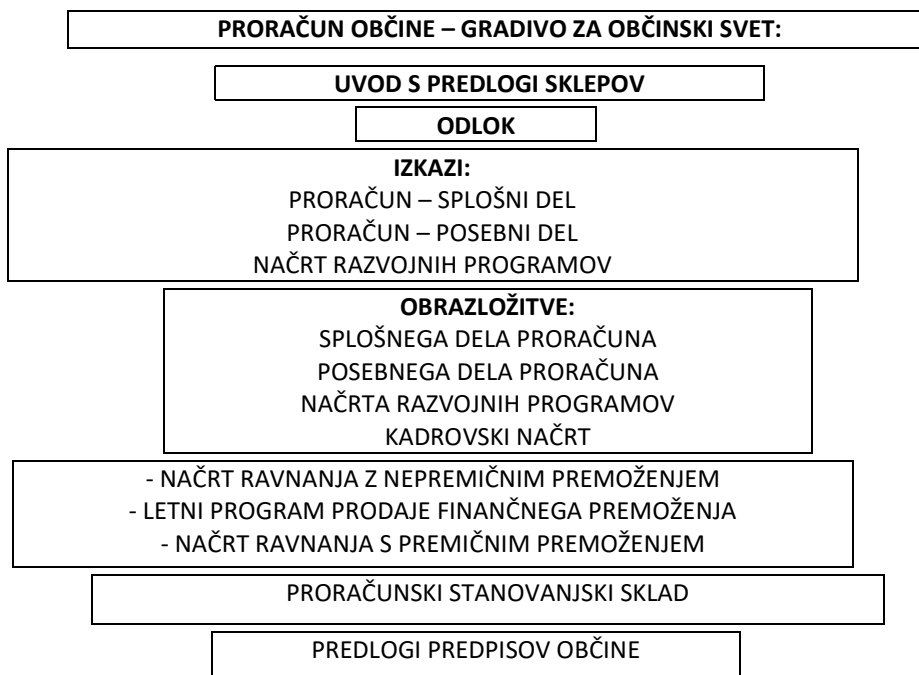 PRORAČUN OBČINE – GRADIVO ZA OBČINSKI SVET:
UVOD S PREDLOGI SKLEPOV
ODLOK
IZKAZI:
PRORAČUN – SPLOŠNI DEL
PRORAČUN – POSEBNI DEL
NAČRT RAZVOJNIH PROGRAMOV
OBRAZLOŽITVE:
SPLOŠNEGA DELA PRORAČUNA
POSEBNEGA DELA PRORAČUNA
NAČRTA RAZVOJNIH PROGRAMOV
KADROVSKI NAČRT
- NAČRT RAVNANJA Z NEPREMIČNIM PREMOŽENJEM
- LETNI PROGRAM PRODAJE FINANČNEGA PREMOŽENJA
- NAČRT RAVNANJA S PREMIČNIM PREMOŽENJEM
PRORAČUNSKI STANOVANJSKI SKLAD
PREDLOGI PREDPISOV OBČINE